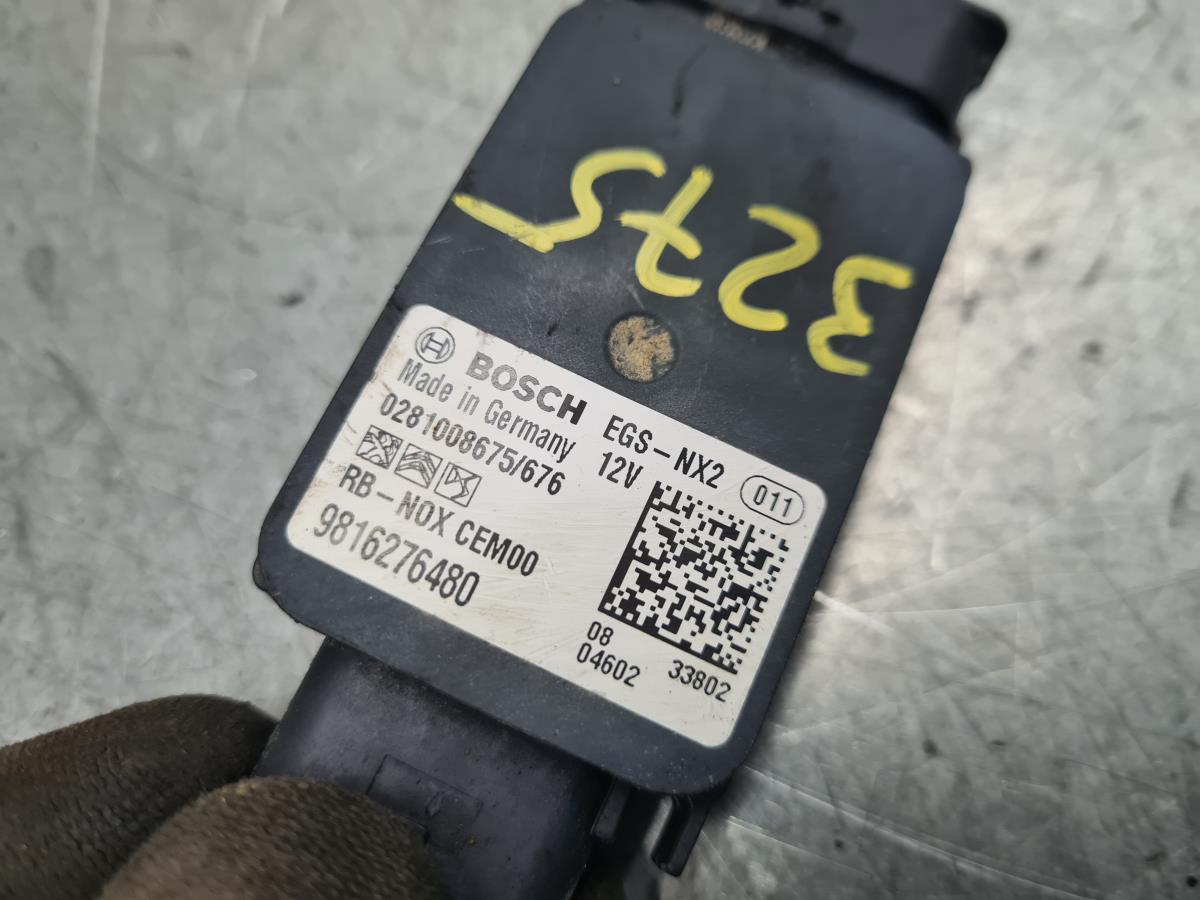 3275
BOSCH EGS-NX2 011
Made in Germany 12V
0281008675/676
RB-NOX CEM00
9816276480
08
04602 33802